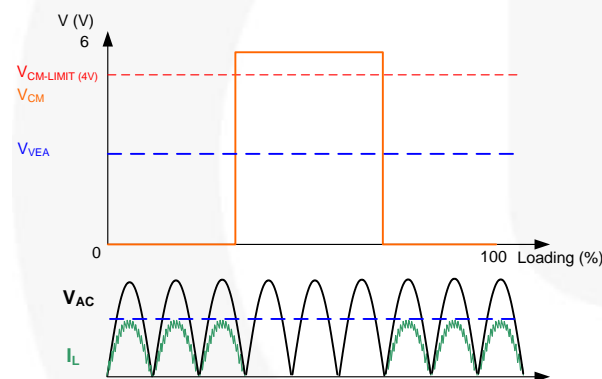 V (V)
6
VCM-LIMIT (4V)
VCM
VVEA
0
100 Loading (%)
VAC
IL